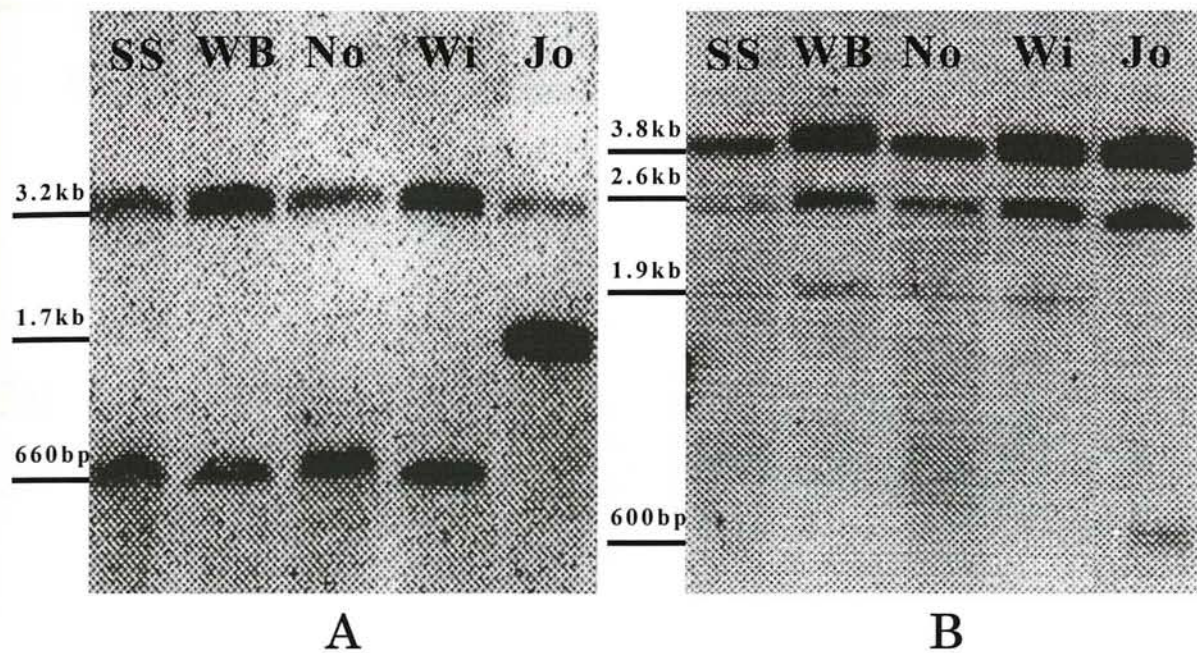 SS WB No Wi Jo
3.2kb
1.7kb
660bp
A
SS WB No Wi Jo
3.8kb
2.6kb
1.9kb
600bp
B